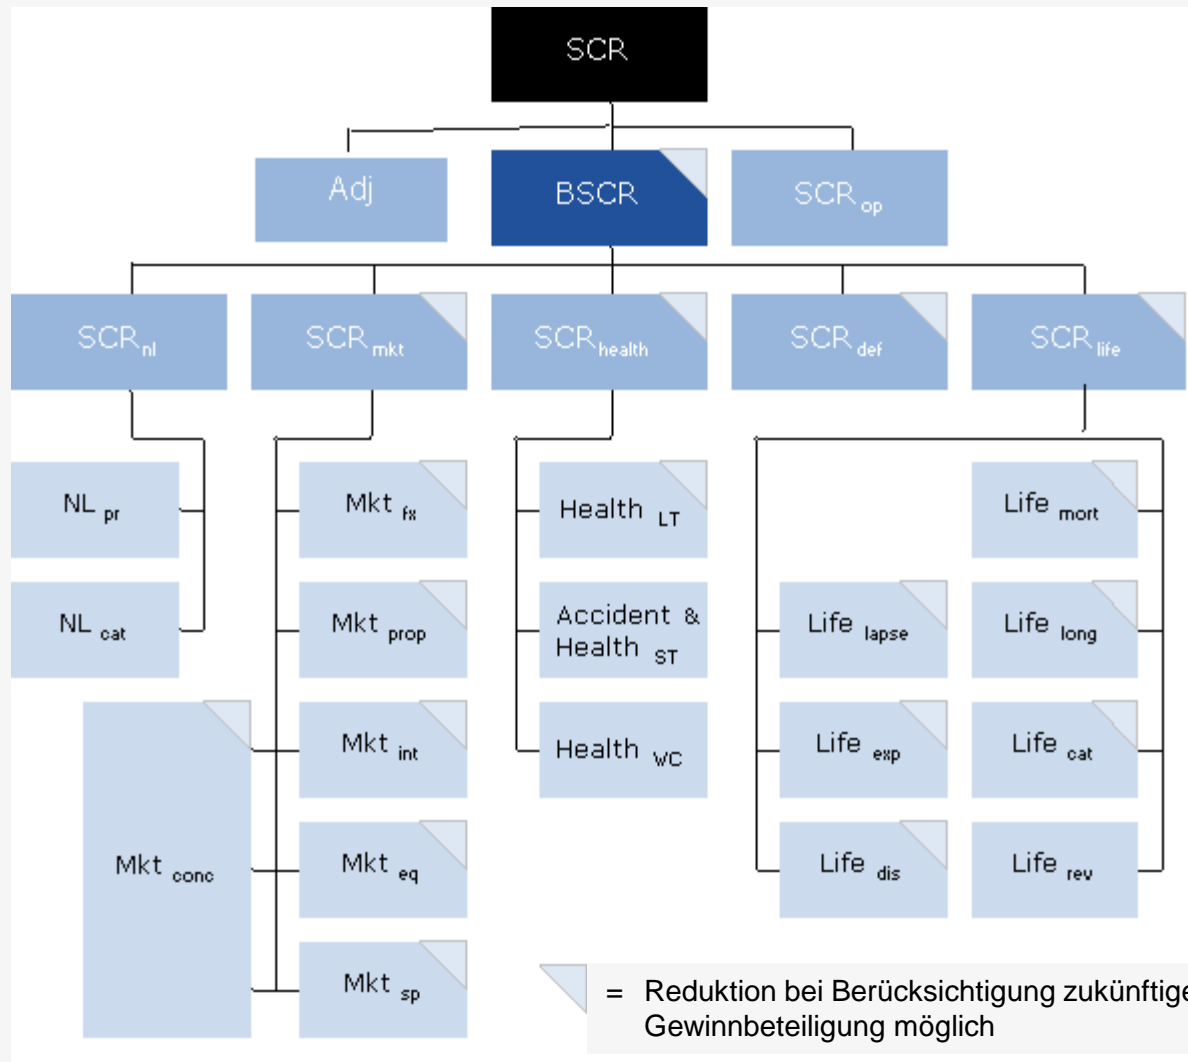 SCR
Adj
BSCR
SCR op
SCR nl
SCR mkt
SCR health
SCR def
SCR life
NL pr
Mkt fx
Health LT
Life mort
NL cat
Mkt prop
Accident &
Health ST
Life lapse
Life long
Mkt conc
Mkt int
Health WC
Life exp
Life cat
Mkt eq
Life dis
Life rev
Mkt sp
= Reduktion bei Berücksichtigung zukünftige
Gewinnbeteiligung möglich